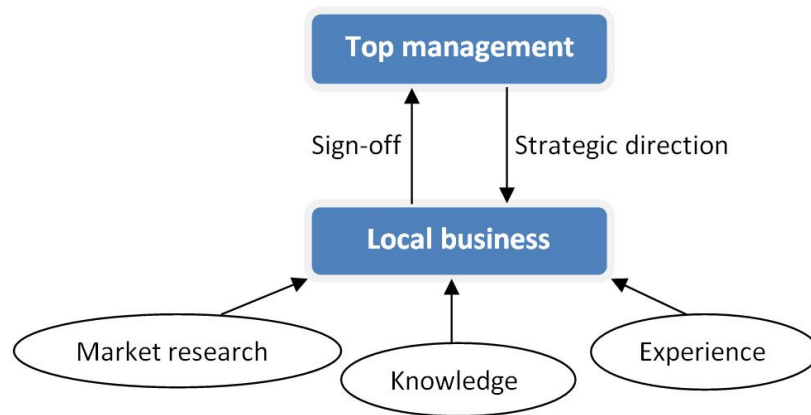 Top management
Sign-off
Strategic direction
Local business
Market research
Knowledge
Experience